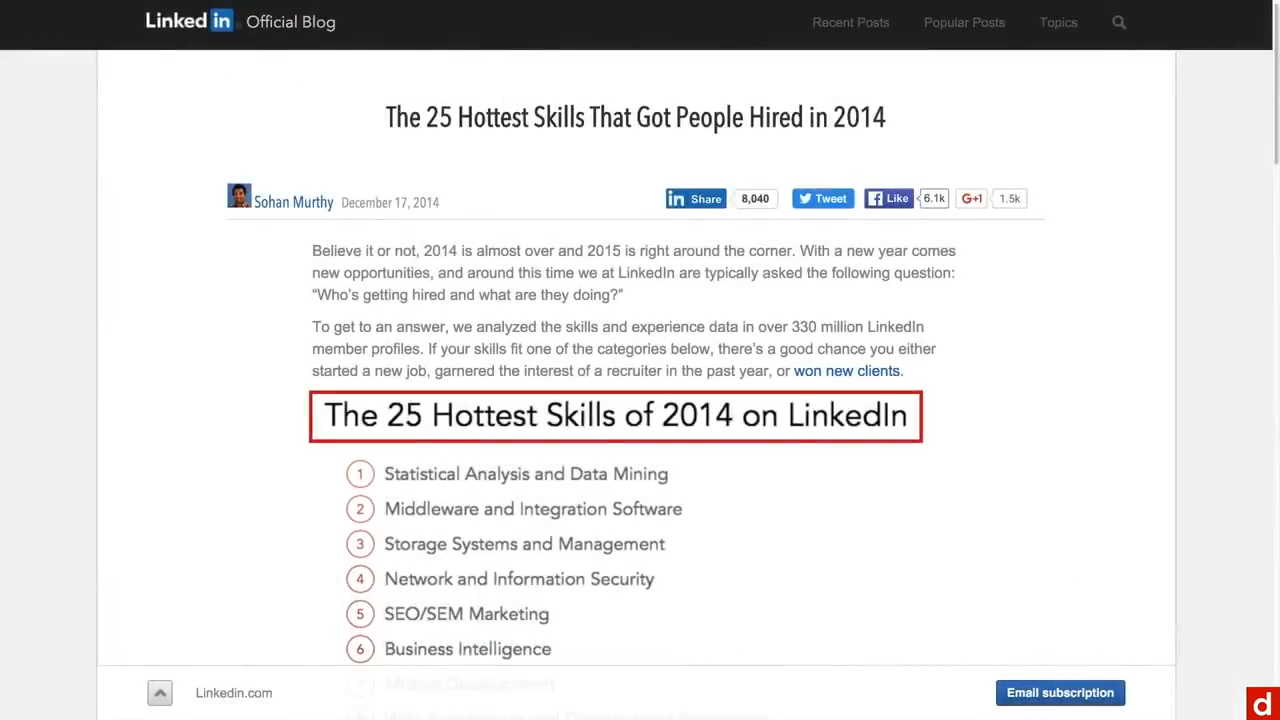 Linked in Official Blog
Recent Posts Popular Posts Topics
The 25 Hottest Skills That Got People Hired in 2014
Sohan Murthy December 17, 2014
in Share 8,040 Tweet Like 6.1k G+1 1.5k
Believe it or not, 2014 is almost over and 2015 is right around the corner. With a new year comes
new opportunities, and around this time we at LinkedIn are typically asked the following question:
“Who’s getting hired and what are they doing?”
To get to an answer, we analyzed the skills and experience data in over 330 million LinkedIn
member profiles. If your skills fit one of the categories below, there’s a good chance you either
started a new job, garnered the interest of a recruiter in the past year, or won new clients.
The 25 Hottest Skills of 2014 on LinkedIn
1 Statistical Analysis and Data Mining
2 Middleware and Integration Software
3 Storage Systems and Management
4 Network and Information Security
5 SEO/SEM Marketing
6 Business Intelligence
Linkedin.com
Email subscription
d